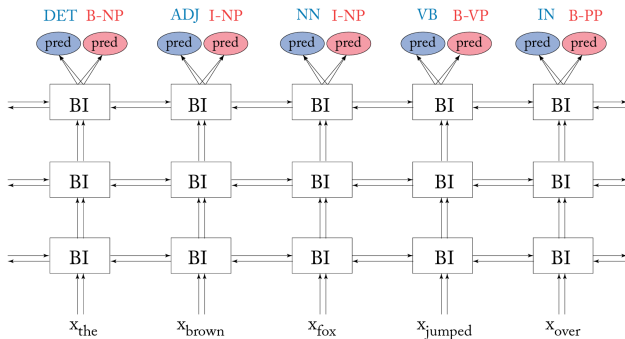 DET B-NP ADJ I-NP NN I-NP VB B-VP IN B-PP
pred pred pred pred pred pred pred pred pred pred
BI BI BI BI BI
BI BI BI BI BI
BI BI BI BI BI
x_the x_brown x_fox x_jumped x_over